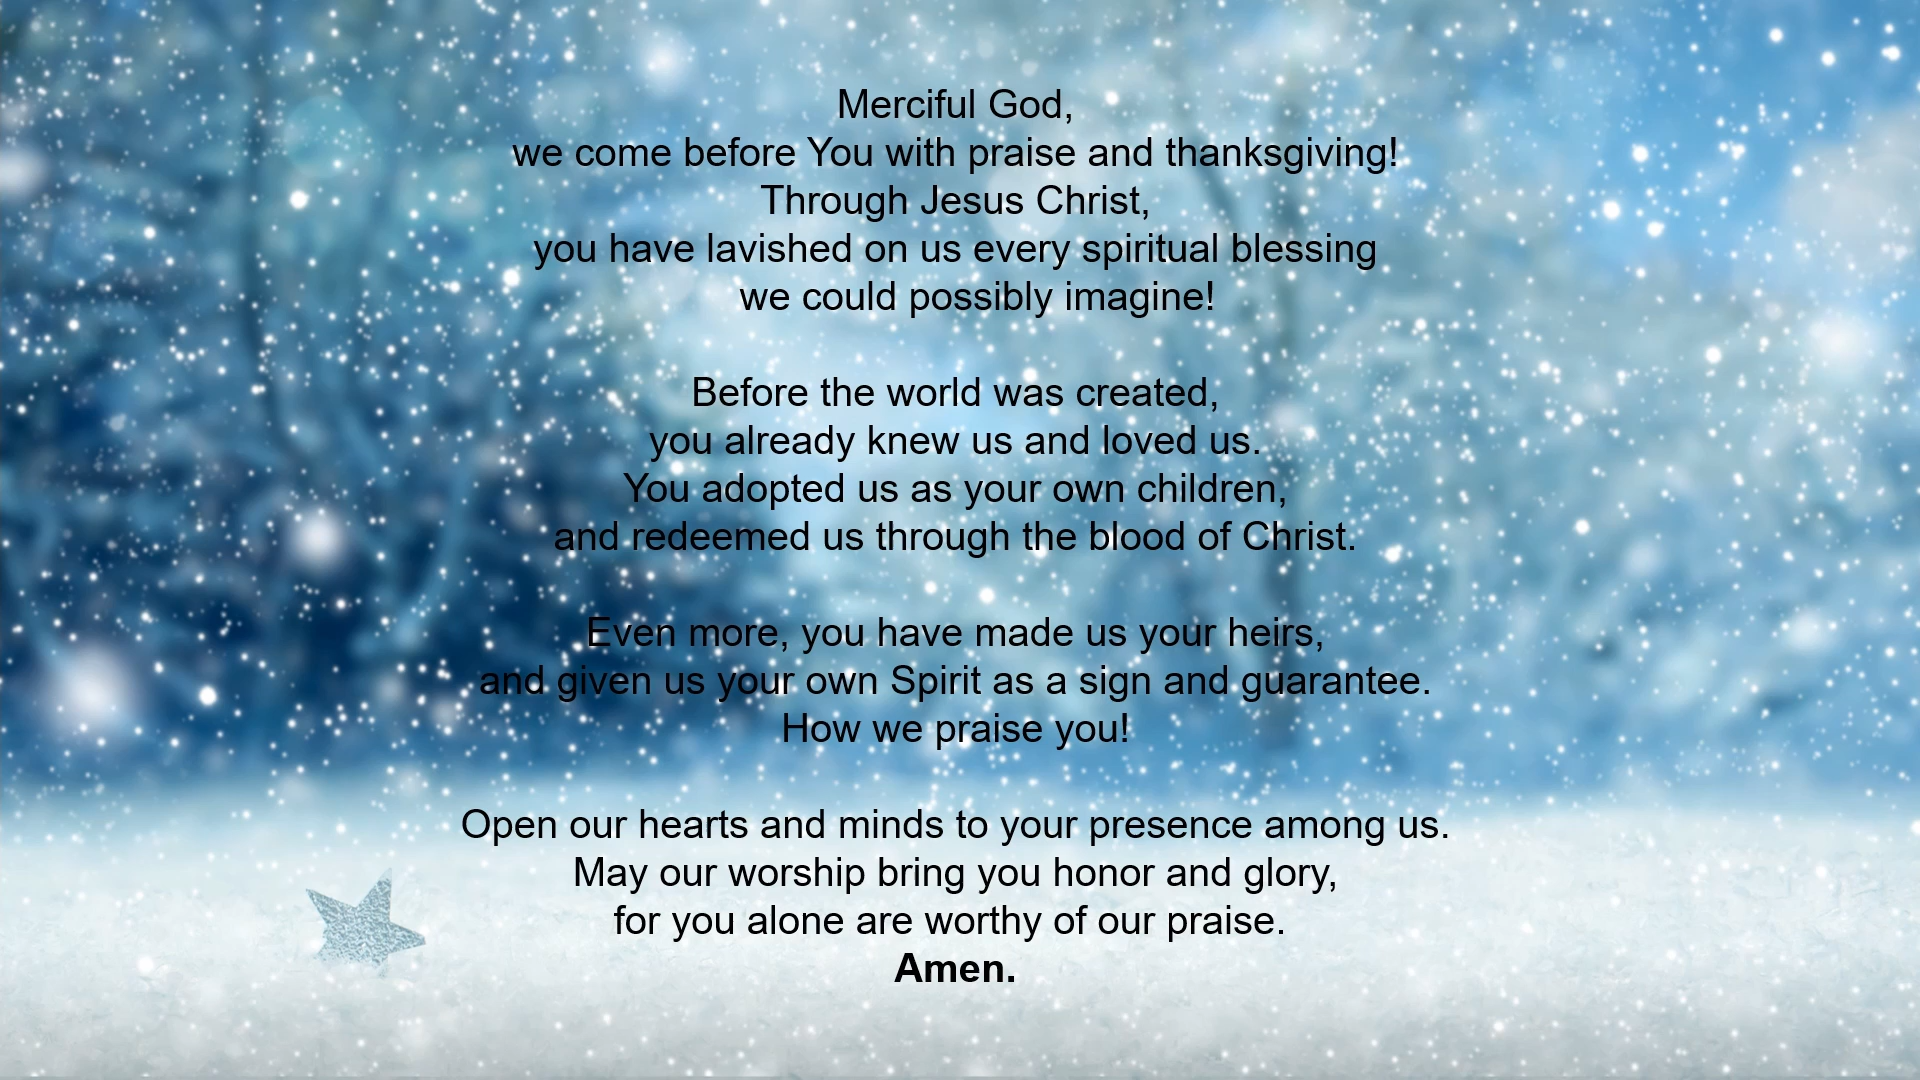 Merciful God,
we come before You with praise and thanksgiving!
Through Jesus Christ,
you have lavished on us every spiritual blessing
we could possibly imagine!
Before the world was created,
you already knew us and loved us.
You adopted us as your own children,
and redeemed us through the blood of Christ.
Even more, you have made us your heirs,
and given us your own Spirit as a sign and guarantee.
How we praise you!
Open our hearts and minds to your presence among us.
May our worship bring you honor and glory,
for you alone are worthy of our praise.
Amen.